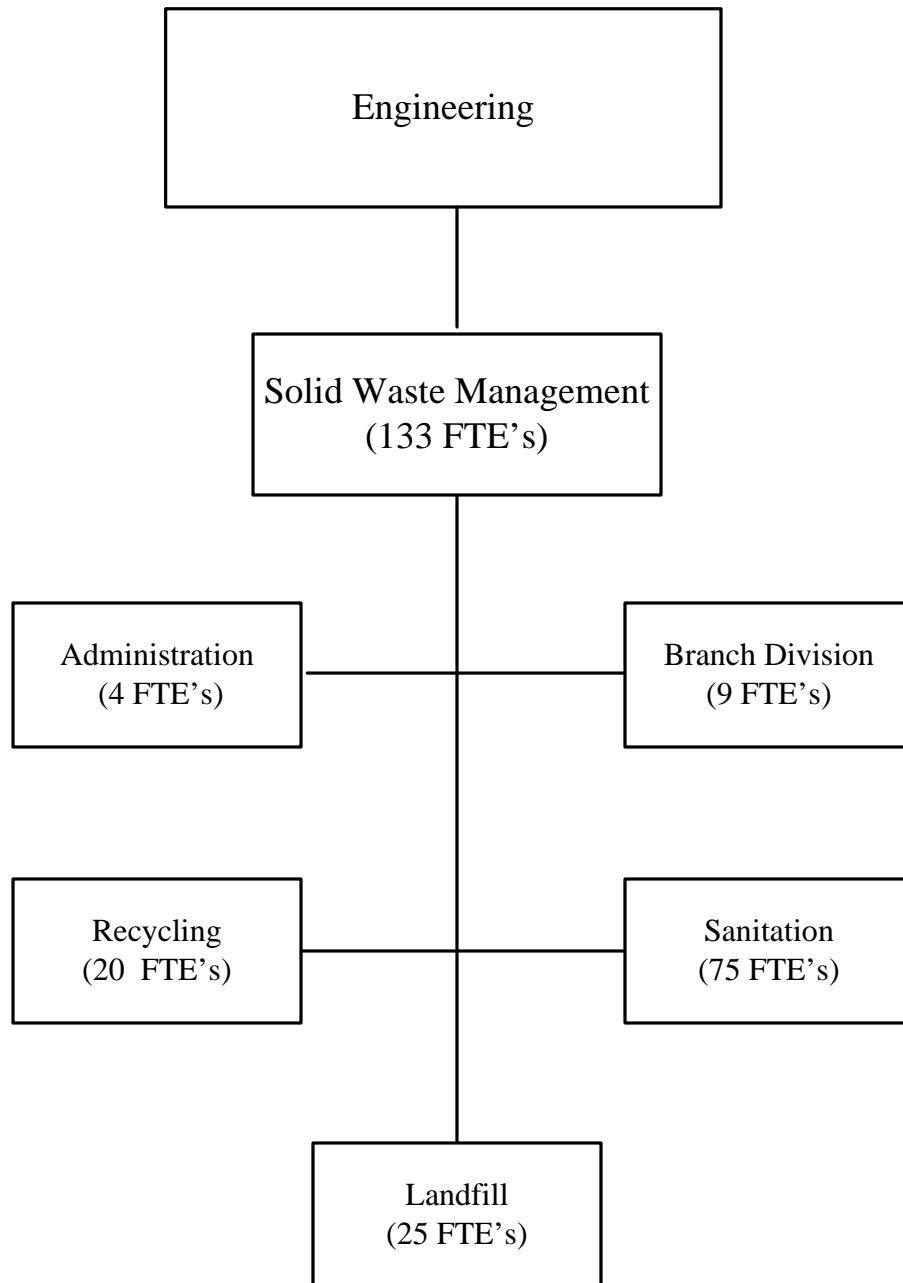 Engineering
Solid Waste Management
(133 FTE’s)
Administration
(4 FTE’s)
Branch Division
(9 FTE’s)
Recycling
(20  FTE’s)
Sanitation
(75 FTE’s)
Landfill
(25 FTE’s)